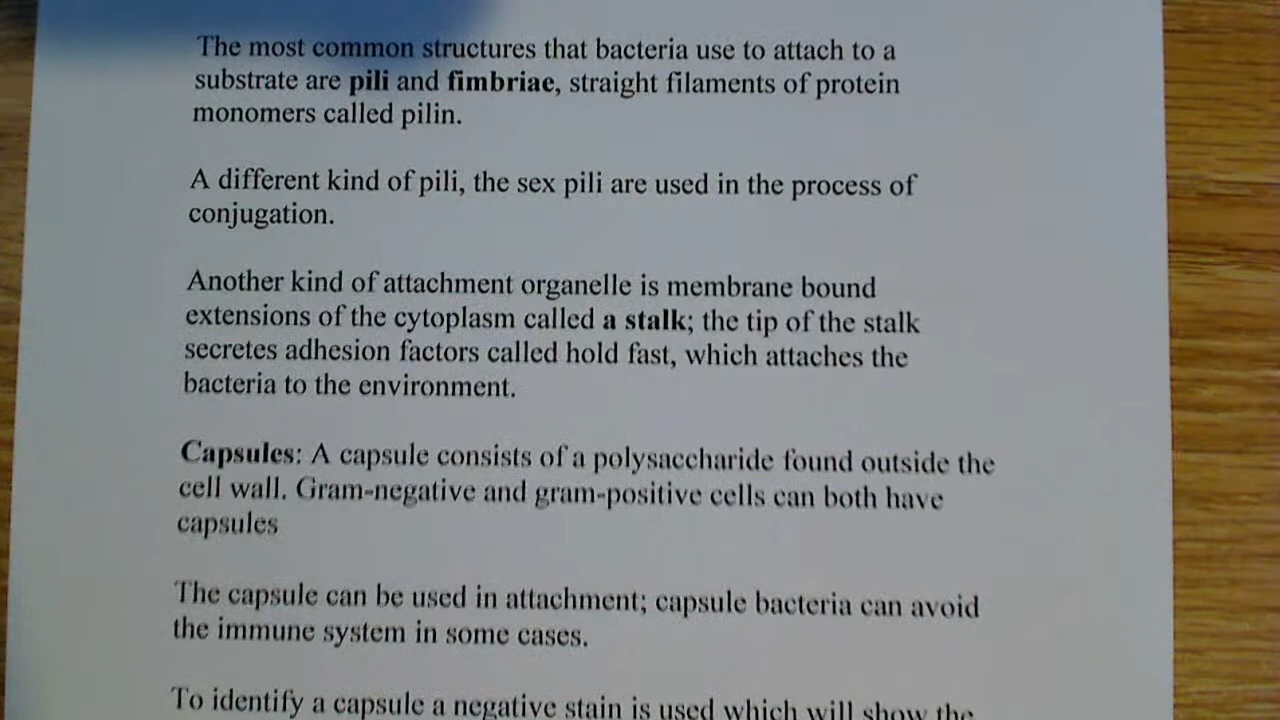 The most common structures that bacteria use to attach to a
substrate are pili and fimbriae, straight filaments of protein
monomers called pilin.
A different kind of pili, the sex pili are used in the process of
conjugation.
Another kind of attachment organelle is membrane bound
extensions of the cytoplasm called a stalk; the tip of the stalk
secretes adhesion factors called hold fast, which attaches the
bacteria to the environment.
Capsules: A capsule consists of a polysaccharide found outside the
cell wall. Gram-negative and gram-positive cells can both have
capsules
The capsule can be used in attachment; capsule bacteria can avoid
the immune system in some cases.
To identify a capsule a negative stain is used which will show the